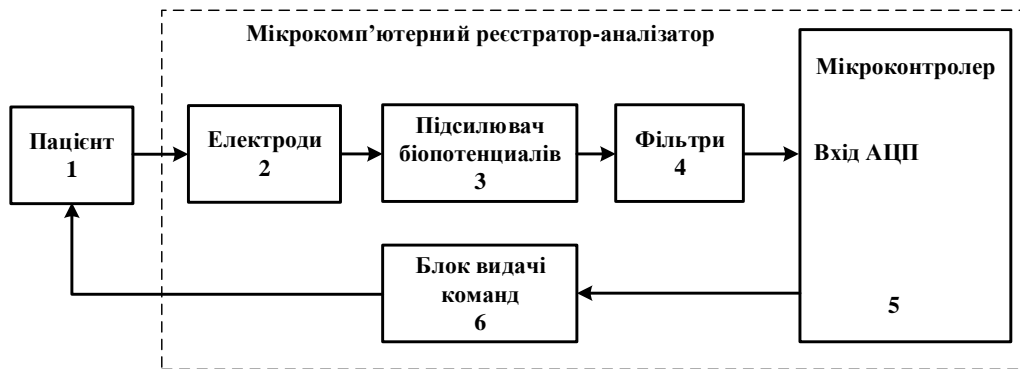 Мікрокомп’ютерний реєстратор-аналізатор
Пацієнт
1
Електроди
2
Підсилювач
біопотенциалів
3
Фільтри
4
Мікроконтролер
Вхід АЦП
5
Блок видачі
команд
6